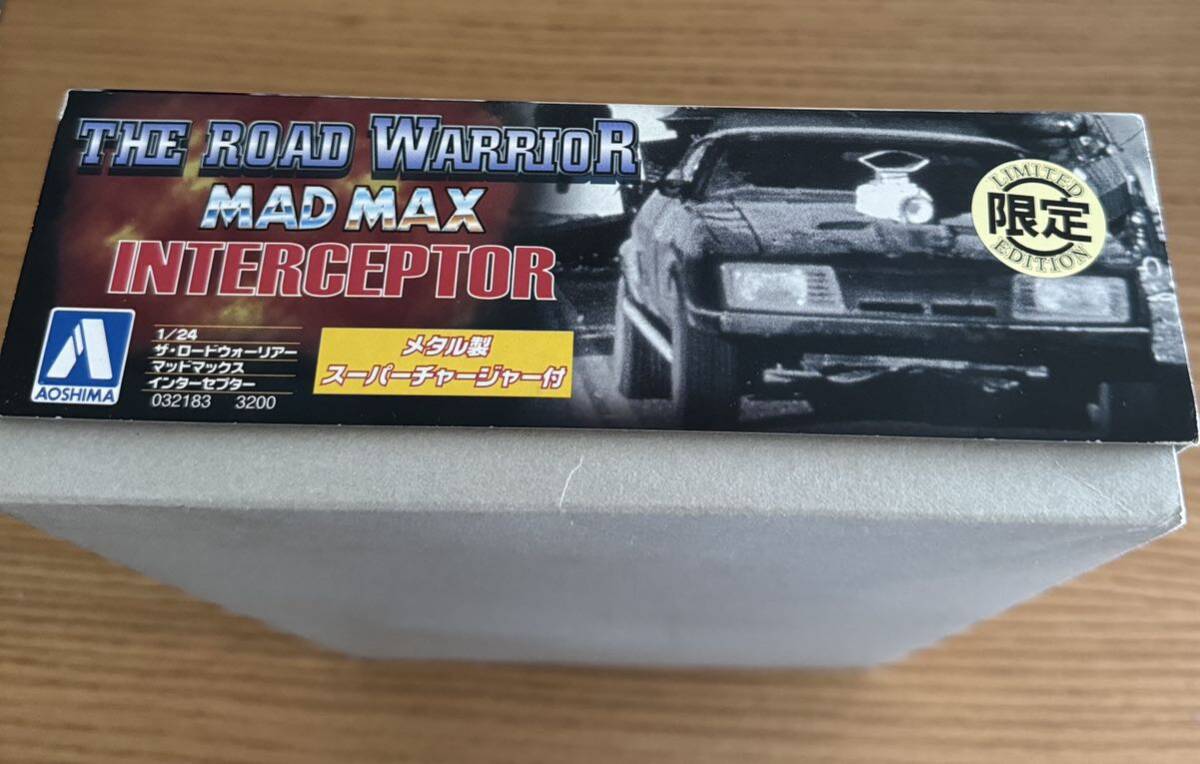 THE ROAD WARRIOR
MAD MAX
INTERCEPTOR
LIMITED
限定
EDITION
AOSHIMA
1/24
ザ・ロードウォーリアー
マッドマックス
インターセプター
032183 3200
メタル製
スーパーチャージャー付